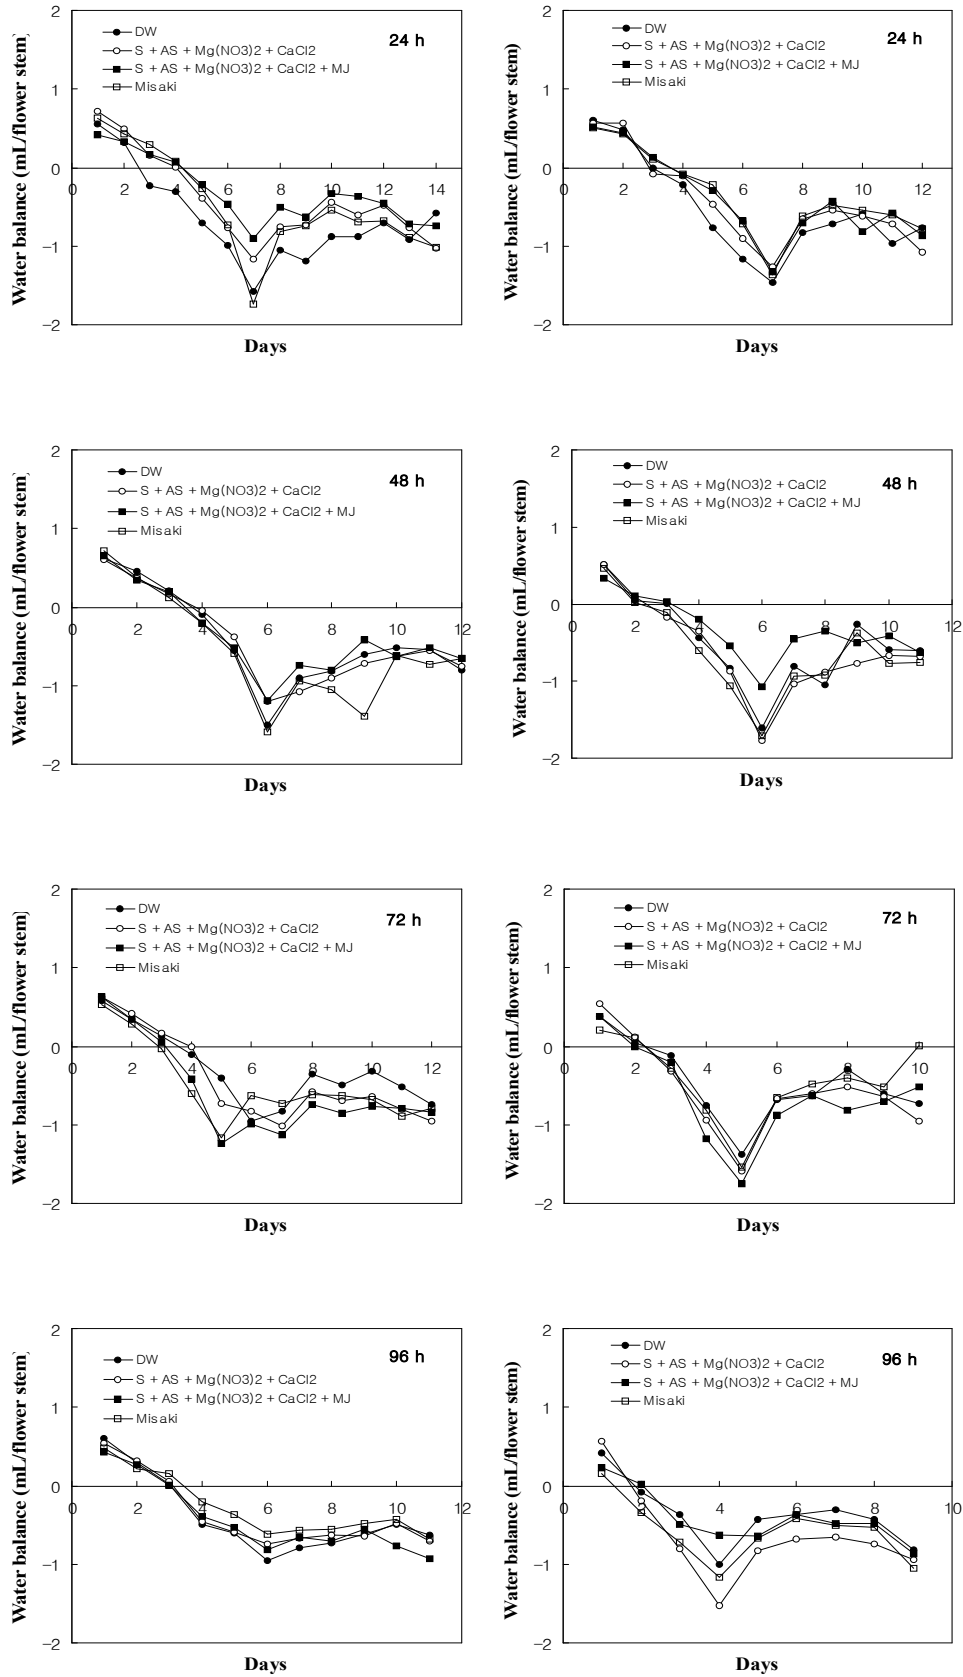 2
DW
S + AS + Mg(NO3)2 + CaCl2
S + AS + Mg(NO3)2 + CaCl2 + MJ
Misaki
24 h
1
0
0 2 4 6 8 10 12 14
−1
−2
Water balance (mL/flower stem)
Days
2
DW
S + AS + Mg(NO3)2 + CaCl2
S + AS + Mg(NO3)2 + CaCl2 + MJ
Misaki
24 h
1
0
0 2 4 6 8 10 12
−1
−2
Water balance (mL/flower stem)
Days
2
DW
S + AS + Mg(NO3)2 + CaCl2
S + AS + Mg(NO3)2 + CaCl2 + MJ
Misaki
48 h
1
0
0 2 4 6 8 10 12
−1
−2
Water balance (mL/flower stem)
Days
2
DW
S + AS + Mg(NO3)2 + CaCl2
S + AS + Mg(NO3)2 + CaCl2 + MJ
Misaki
48 h
1
0
0 2 4 6 8 10 12
−1
−2
Water balance (mL/flower stem)
Days
2
DW
S + AS + Mg(NO3)2 + CaCl2
S + AS + Mg(NO3)2 + CaCl2 + MJ
Misaki
72 h
1
0
0 2 4 6 8 10 12
−1
−2
Water balance (mL/flower stem)
Days
2
DW
S + AS + Mg(NO3)2 + CaCl2
S + AS + Mg(NO3)2 + CaCl2 + MJ
Misaki
72 h
1
0
0 2 4 6 8 10
−1
−2
Water balance (mL/flower stem)
Days
2
DW
S + AS + Mg(NO3)2 + CaCl2
S + AS + Mg(NO3)2 + CaCl2 + MJ
Misaki
96 h
1
0
0 2 4 6 8 10 12
−1
−2
Water balance (mL/flower stem)
Days
2
DW
S + AS + Mg(NO3)2 + CaCl2
S + AS + Mg(NO3)2 + CaCl2 + MJ
Misaki
96 h
1
0
0 2 4 6 8 10
−1
−2
Water balance (mL/flower stem)
Days